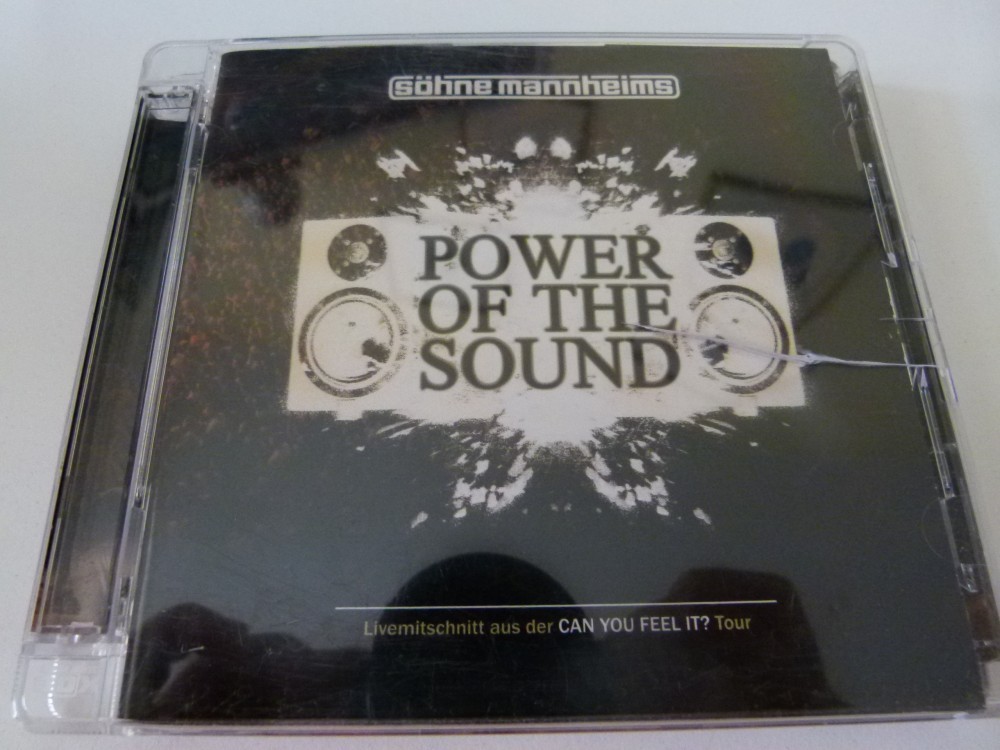 söhne mannheims
POWER
OF THE
SOUND
Livemitschnitt aus der CAN YOU FEEL IT? Tour